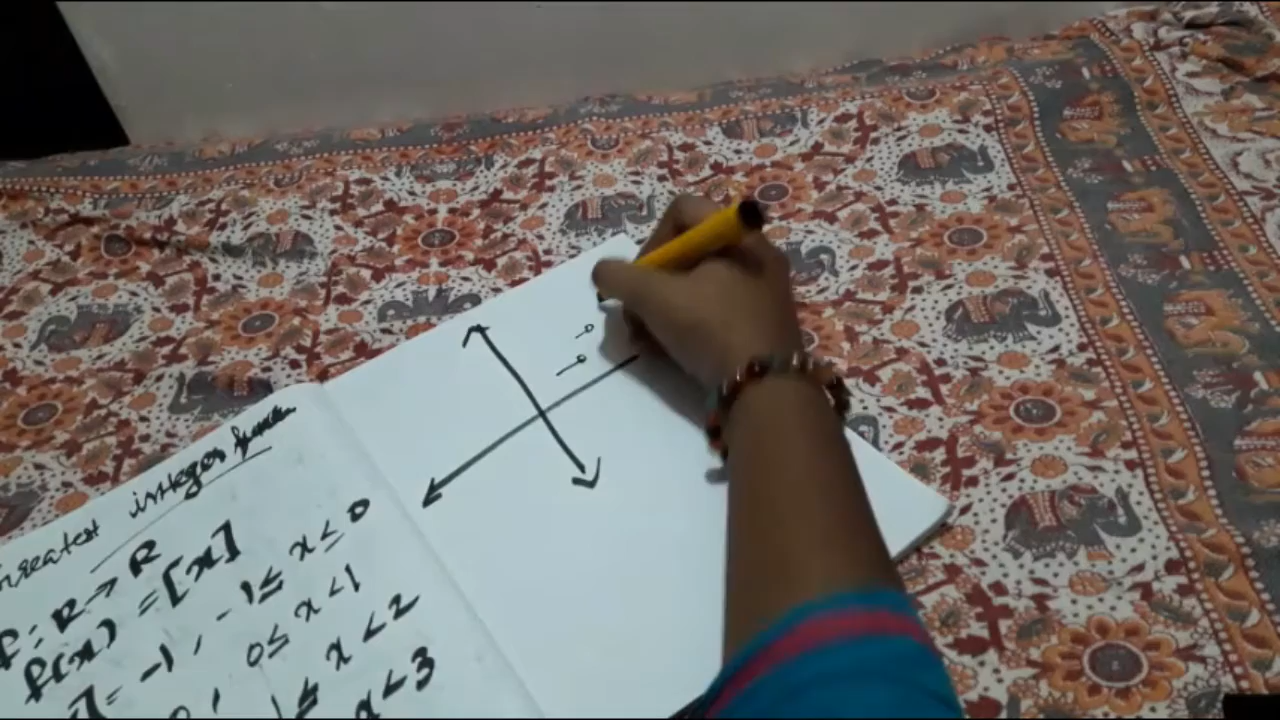 Greatest integer function
f: R → R
f(x) = [x]
= -1, -1 ≤ x ≤ 0
0, 0 ≤ x < 1
1 ≤ x < 2
x < 3